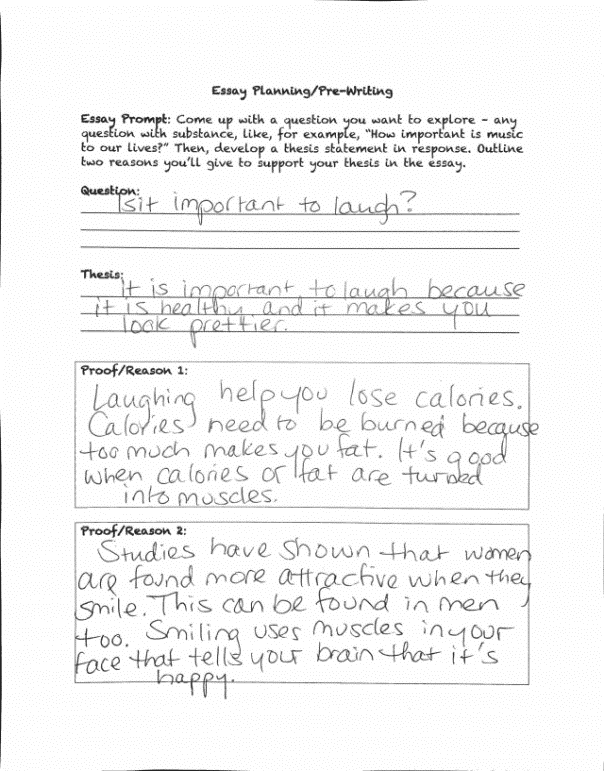 Essay Planning/Pre-Writing
Essay Prompt: Come up with a question you want to explore – any
question with substance, like, for example, “How important is music
to our lives?” Then, develop a thesis statement in response. Outline
two reasons you’ll give to support your thesis in the essay.
Question:
Is it important to laugh?
Thesis:
it is important to laugh because
it is healthy and it makes you
look prettier.
Proof/Reason 1:
Laughing help you lose calories.
Calories need to be burned because
too much makes you fat. It's good
when calories or fat are turned
into muscles.
Proof/Reason 2:
Studies have shown that women
are found more attractive when they
smile. This can be found in men
too. Smiling uses muscles in your
face that tells your brain that it's
happy.